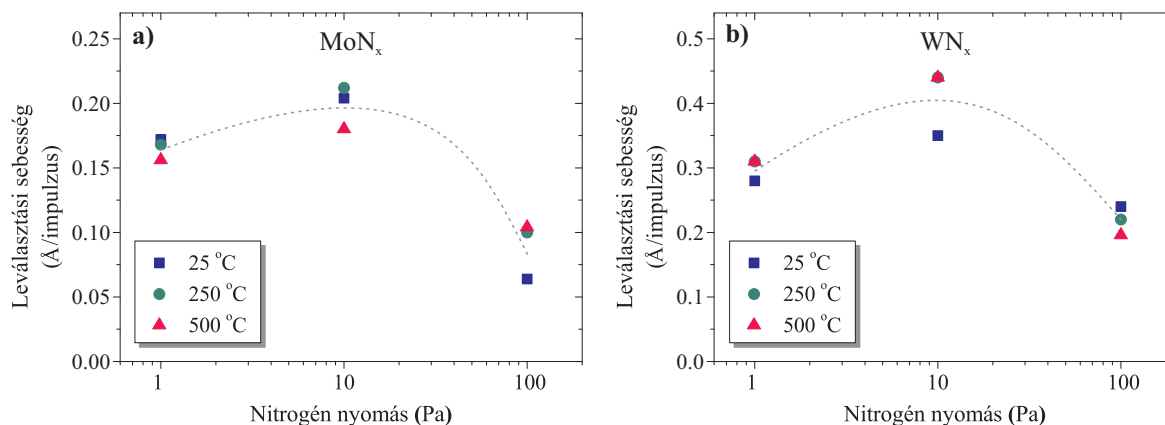 a)
MoNx
0.25
0.20
0.15
0.10
0.05
0.00
Leválasztási sebesség
(Å/impulzus)
25 °C
250 °C
500 °C
1 10 100
Nitrogén nyomás (Pa)
b)
WNx
0.5
0.4
0.3
0.2
0.1
0.0
Leválasztási sebesség
(Å/impulzus)
25 °C
250 °C
500 °C
1 10 100
Nitrogén nyomás (Pa)